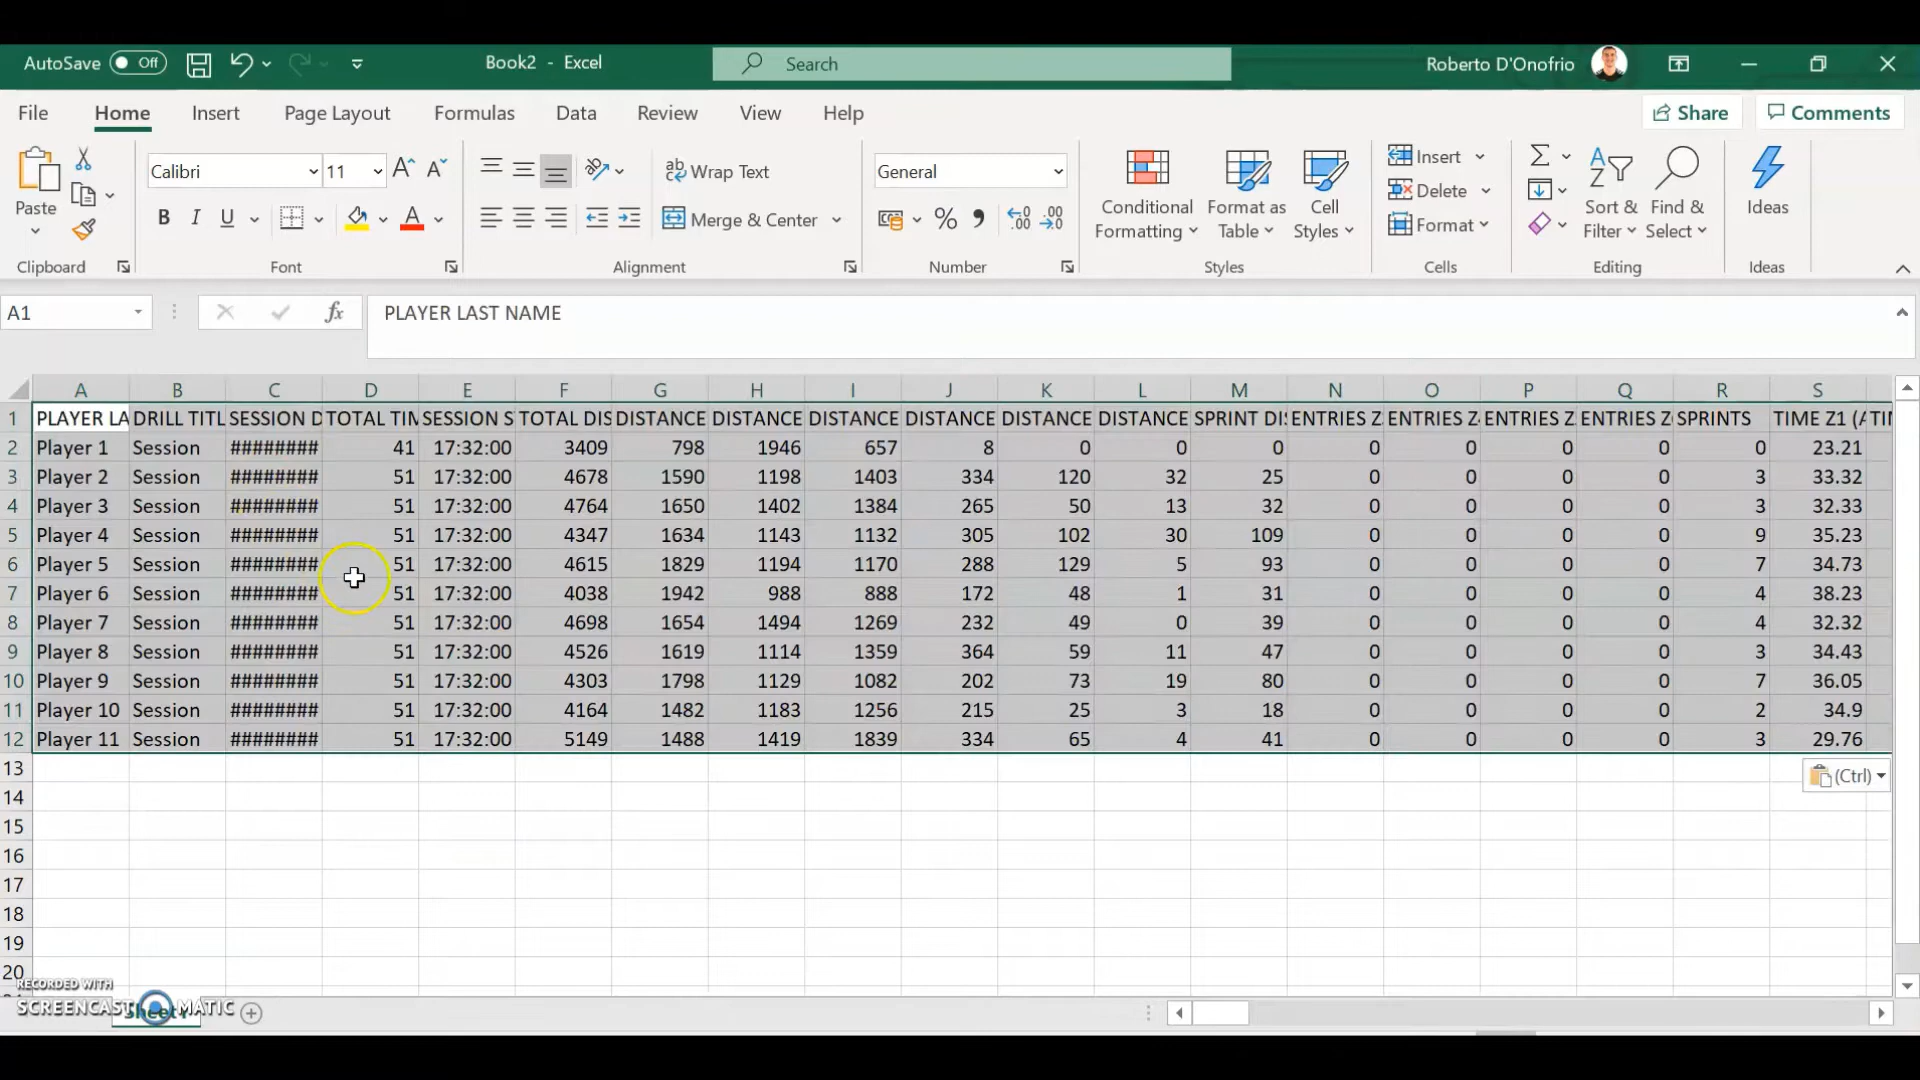 AutoSave Off Book2 - Excel Search Roberto D'Onofrio
File Home Insert Page Layout Formulas Data Review View Help Share Comments
Calibri 11 Wrap Text General Insert
Paste Merge & Center Conditional Formatting Format as Table Cell Styles Delete Format Sort & Filter Find & Select Ideas
Clipboard Font Alignment Number Styles Cells Editing Ideas
A1 fx PLAYER LAST NAME
A B C D E F G H I J K L M N O P Q R S
1 PLAYER LA DRILL TITL SESSION D TOTAL TIM SESSION S TOTAL DIS DISTANCE DISTANCE DISTANCE DISTANCE DISTANCE DISTANCE SPRINT DIS ENTRIES Z ENTRIES Z ENTRIES Z ENTRIES Z SPRINTS TIME Z1 (A TIN
2 Player 1 Session ######## 41 17:32:00 3409 798 1946 657 8 0 0 0 0 0 0 0 0 23.21
3 Player 2 Session ######## 51 17:32:00 4678 1590 1198 1403 334 120 32 25 0 0 0 0 3 33.32
4 Player 3 Session ######## 51 17:32:00 4764 1650 1402 1384 265 50 13 32 0 0 0 0 3 32.33
5 Player 4 Session ######## 51 17:32:00 4347 1634 1143 1132 305 102 30 109 0 0 0 0 9 35.23
6 Player 5 Session ######## 51 17:32:00 4615 1829 1194 1170 288 129 5 93 0 0 0 0 7 34.73
7 Player 6 Session ######## 51 17:32:00 4038 1942 988 888 172 48 1 31 0 0 0 0 4 38.23
8 Player 7 Session ######## 51 17:32:00 4698 1654 1494 1269 232 49 0 39 0 0 0 0 4 32.32
9 Player 8 Session ######## 51 17:32:00 4526 1619 1114 1359 364 59 11 47 0 0 0 0 3 34.43
10 Player 9 Session ######## 51 17:32:00 4303 1798 1129 1082 202 73 19 80 0 0 0 0 7 36.05
11 Player 10 Session ######## 51 17:32:00 4164 1482 1183 1256 215 25 3 18 0 0 0 0 2 34.9
12 Player 11 Session ######## 51 17:32:00 5149 1488 1419 1839 334 65 4 41 0 0 0 0 3 29.76
13 (Ctrl)
14
15
16
17
18
19
20
RECORDED WITH
SCREENCAST MATIC